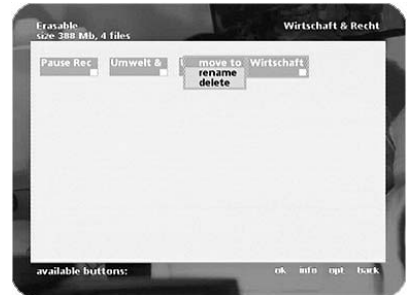 Erasable
size 388 Mb, 4 files
Wirtschaft & Recht
Pause Rec
Umwelt &
move to
Wirtschaft
rename
delete
available buttons:
ok info opt back